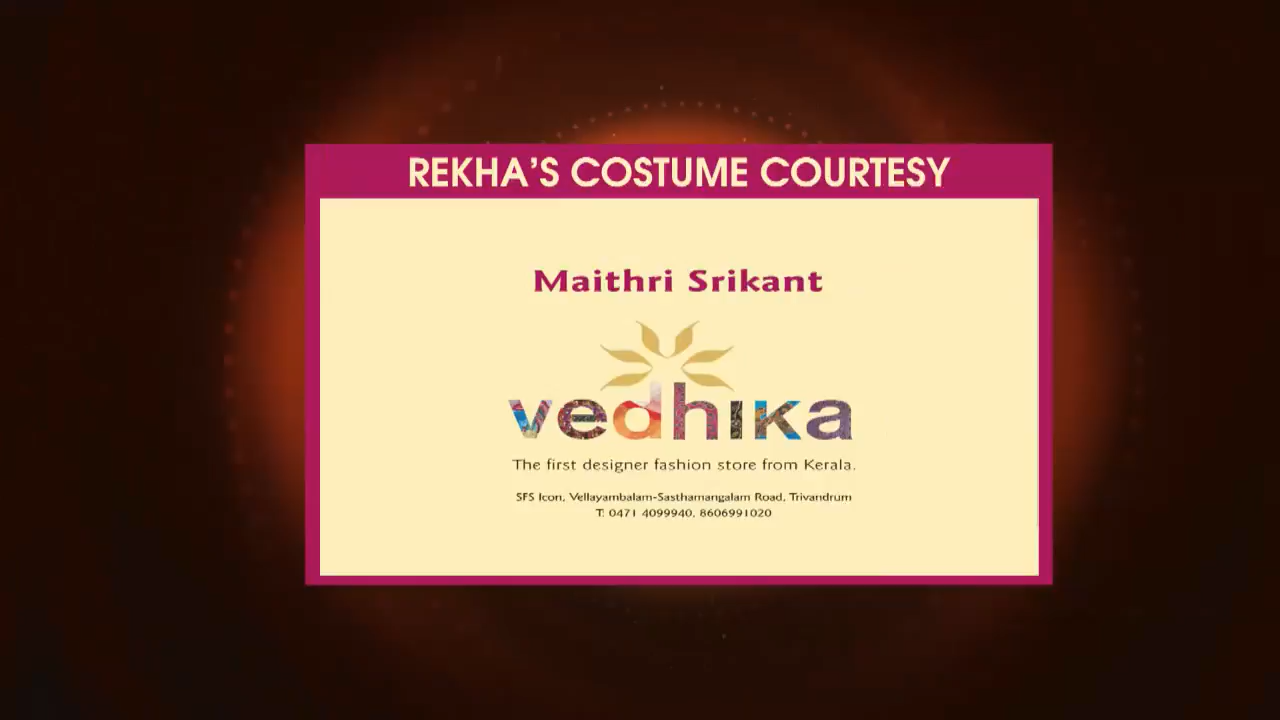 REKHA'S COSTUME COURTESY
Maithri Srikant
vedhika
The first designer fashion store from Kerala.
SFS Icon, Vellayambalam-Sasthamangalam Road, Trivandrum
T: 0471 4099940, 8606991020